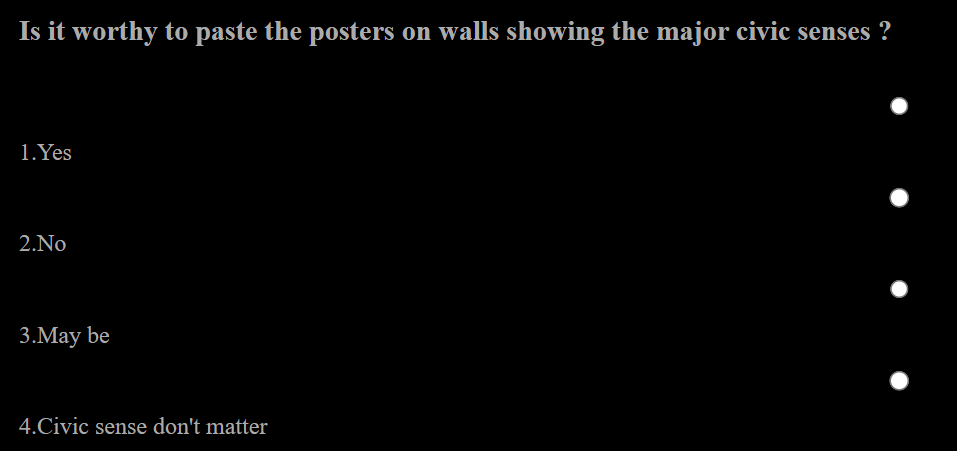 Is it worthy to paste the posters on walls showing the major civic senses ?
1.Yes
2.No
3.May be
4.Civic sense don't matter